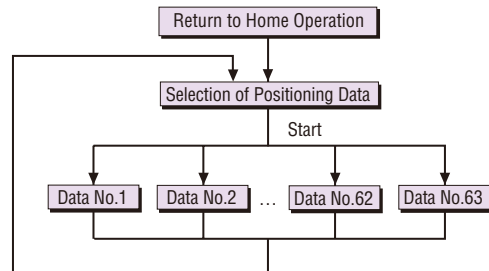 Return to Home Operation
Selection of Positioning Data
Start
Data No.1 Data No.2 … Data No.62 Data No.63